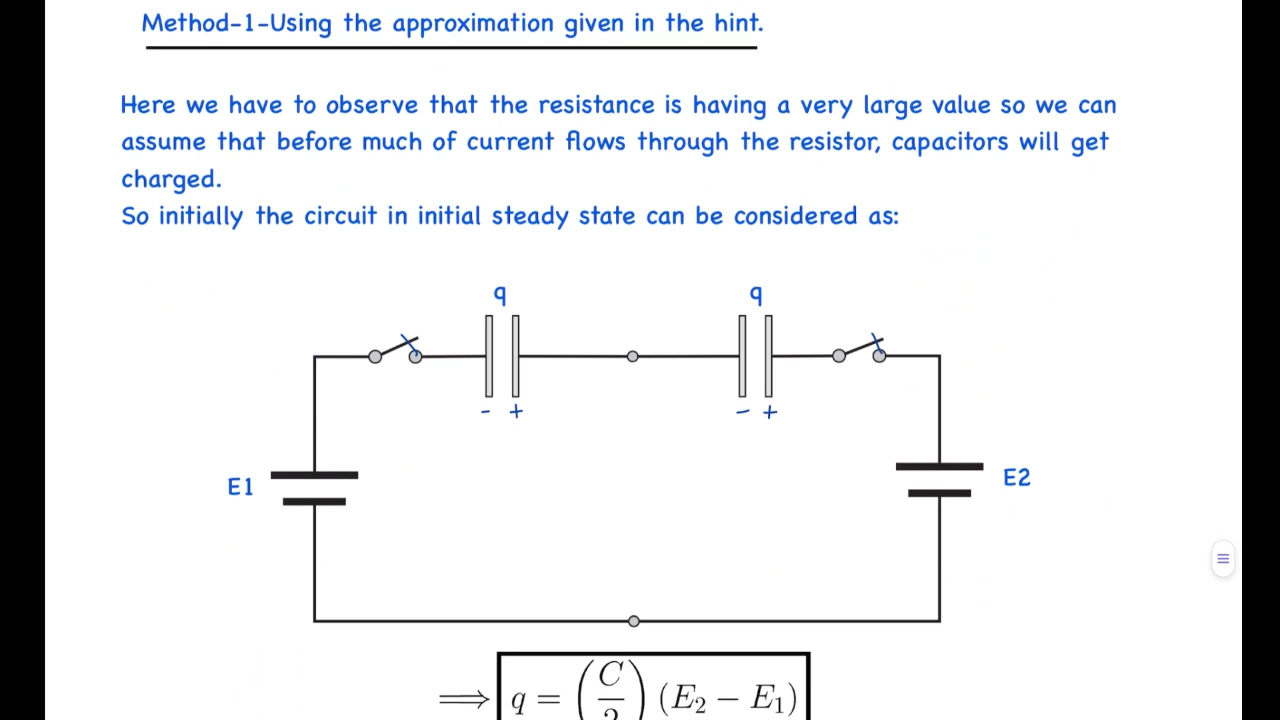 Method-1-Using the approximation given in the hint.
Here we have to observe that the resistance is having a very large value so we can
assume that before much of current flows through the resistor, capacitors will get
charged.
So initially the circuit in initial steady state can be considered as:
q q
- + - +
E1 E2
⟹ q = (C/2) (E₂ − E₁)